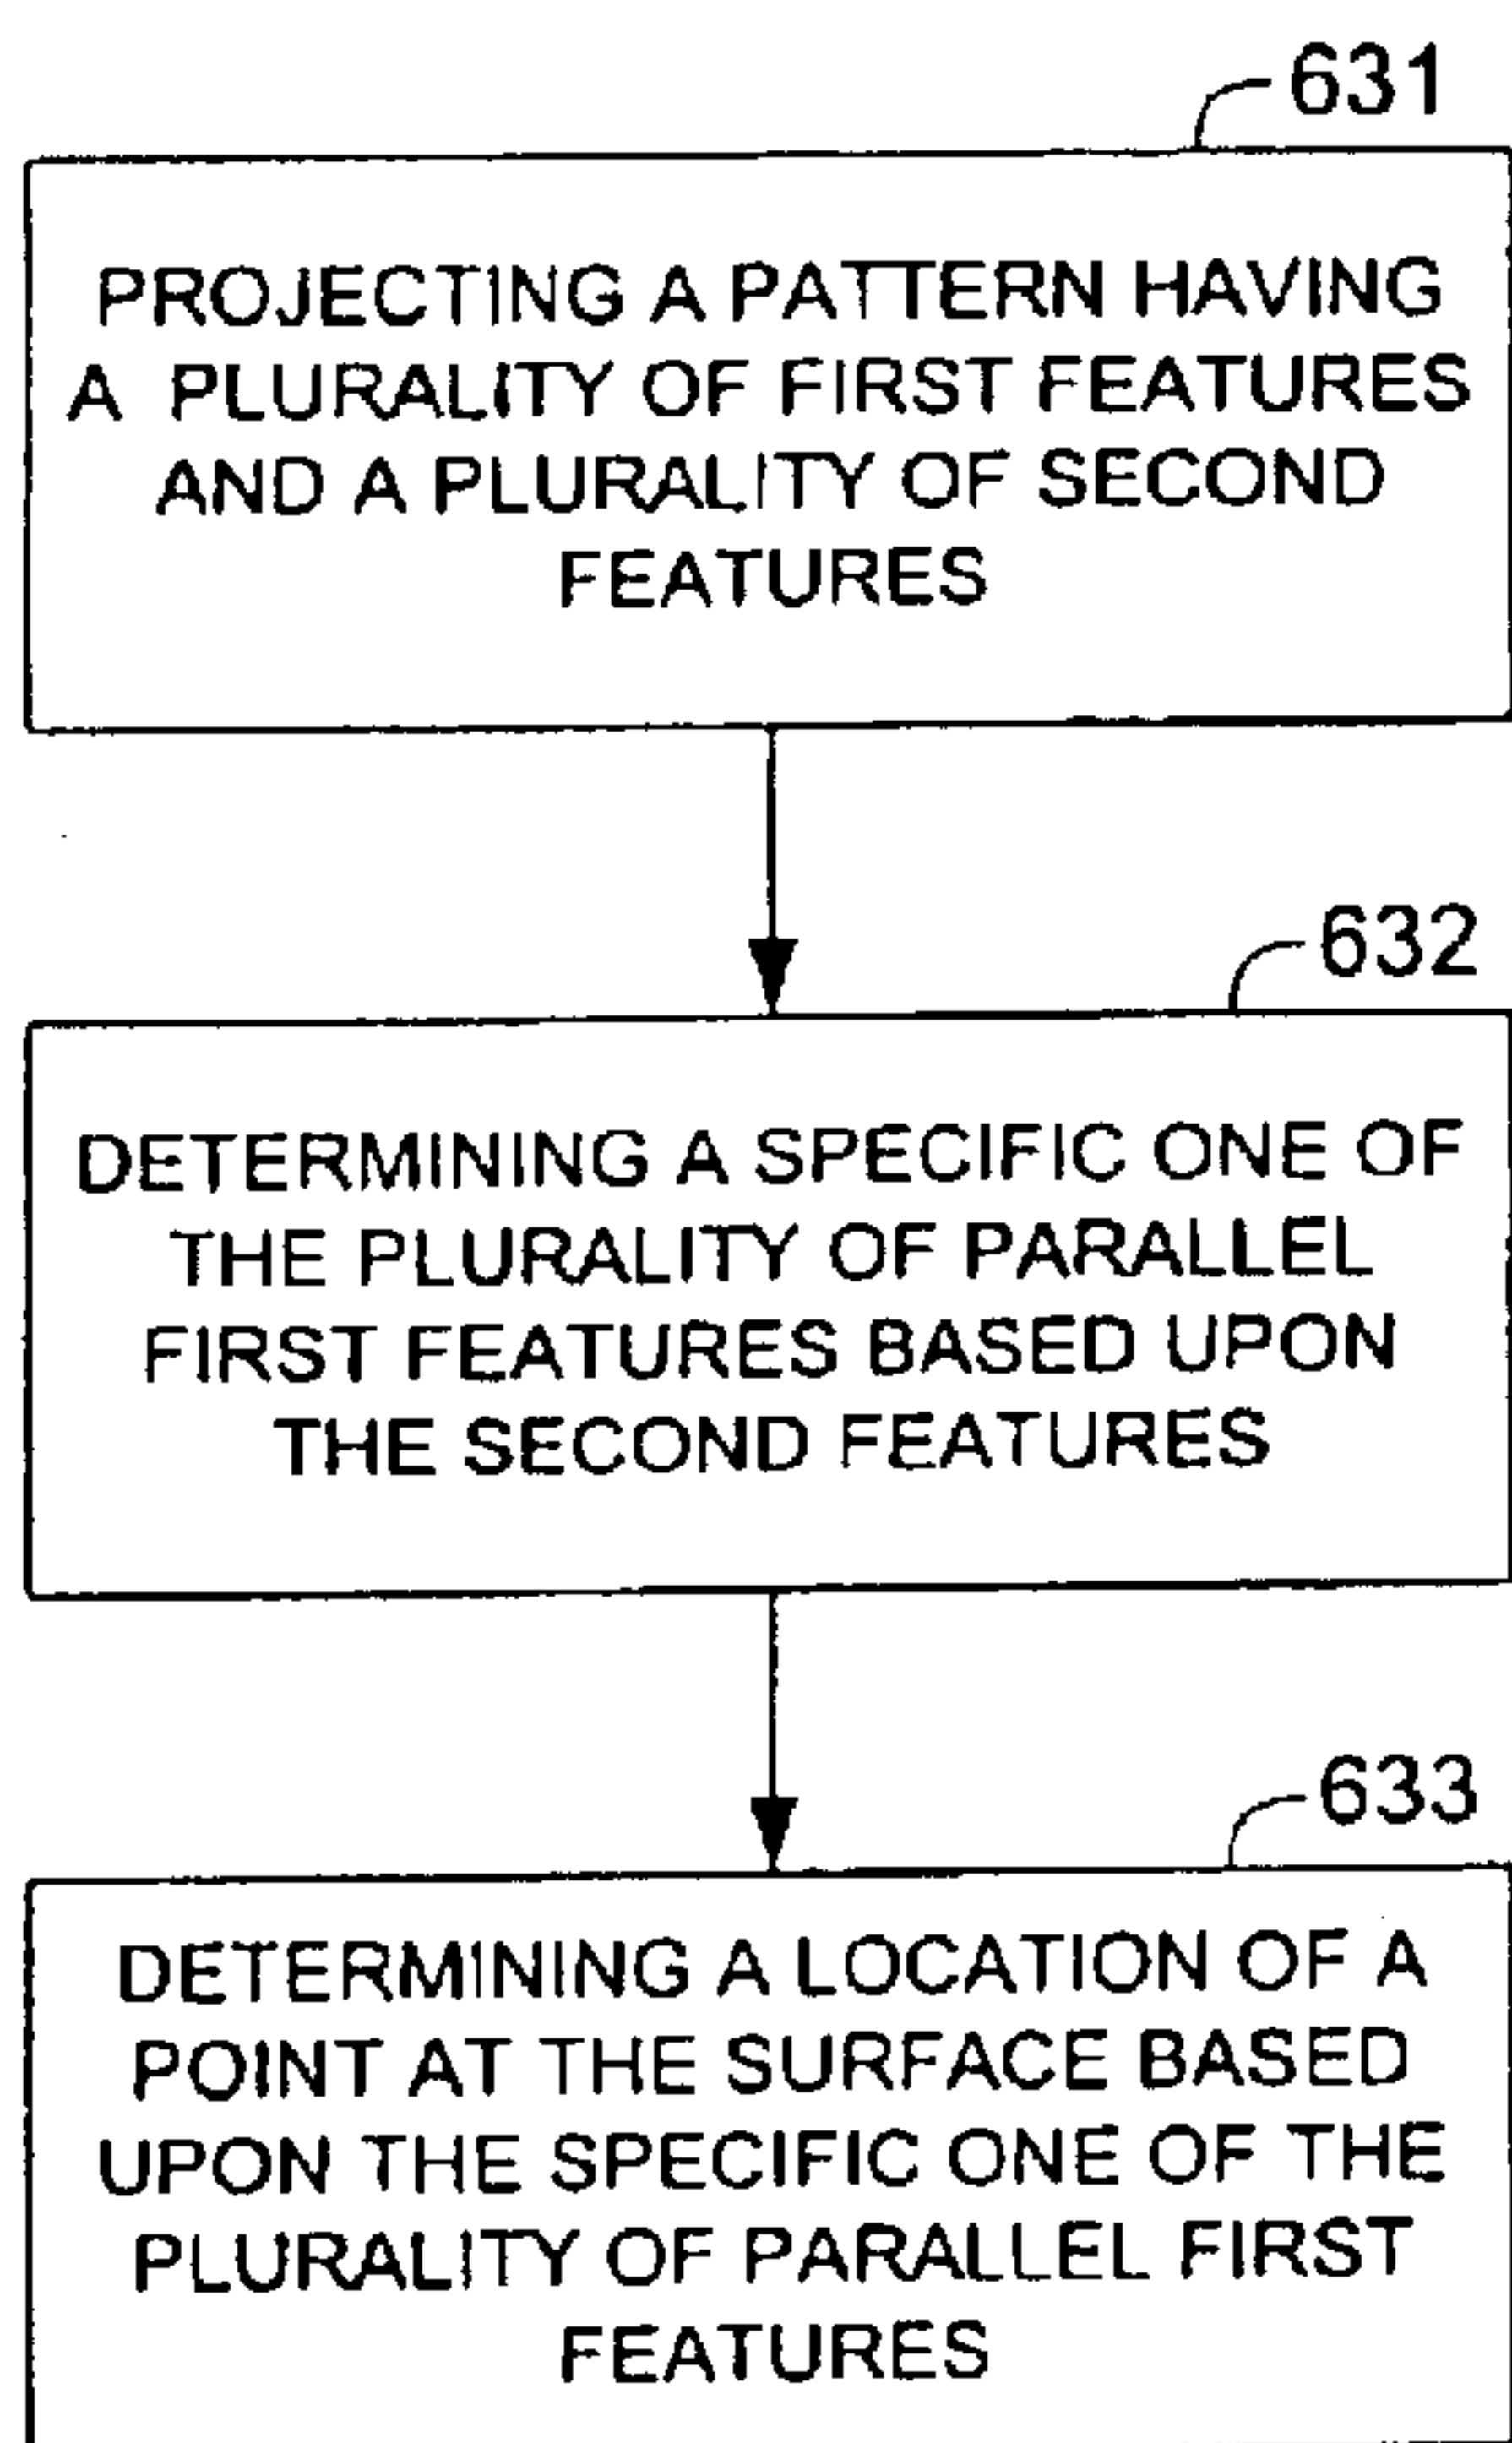 631
PROJECTING A PATTERN HAVING
A PLURALITY OF FIRST FEATURES
AND A PLURALITY OF SECOND
FEATURES
632
DETERMINING A SPECIFIC ONE OF
THE PLURALITY OF PARALLEL
FIRST FEATURES BASED UPON
THE SECOND FEATURES
633
DETERMINING A LOCATION OF A
POINT AT THE SURFACE BASED
UPON THE SPECIFIC ONE OF THE
PLURALITY OF PARALLEL FIRST
FEATURES